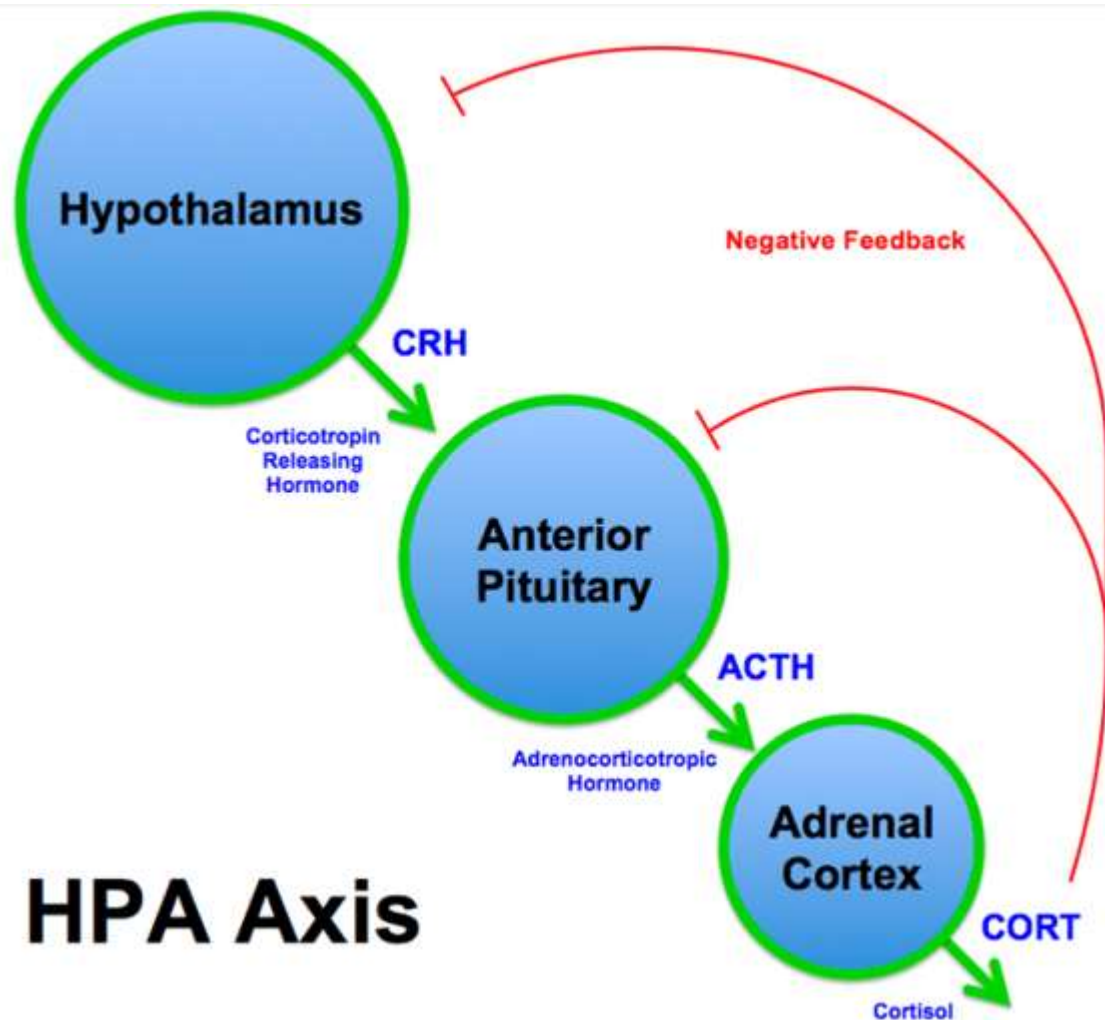 Hypothalamus
Negative Feedback
CRH
Corticotropin
Releasing
Hormone
Anterior
Pituitary
ACTH
Adrenocorticotropic
Hormone
Adrenal
Cortex
HPA Axis
CORT
Cortisol